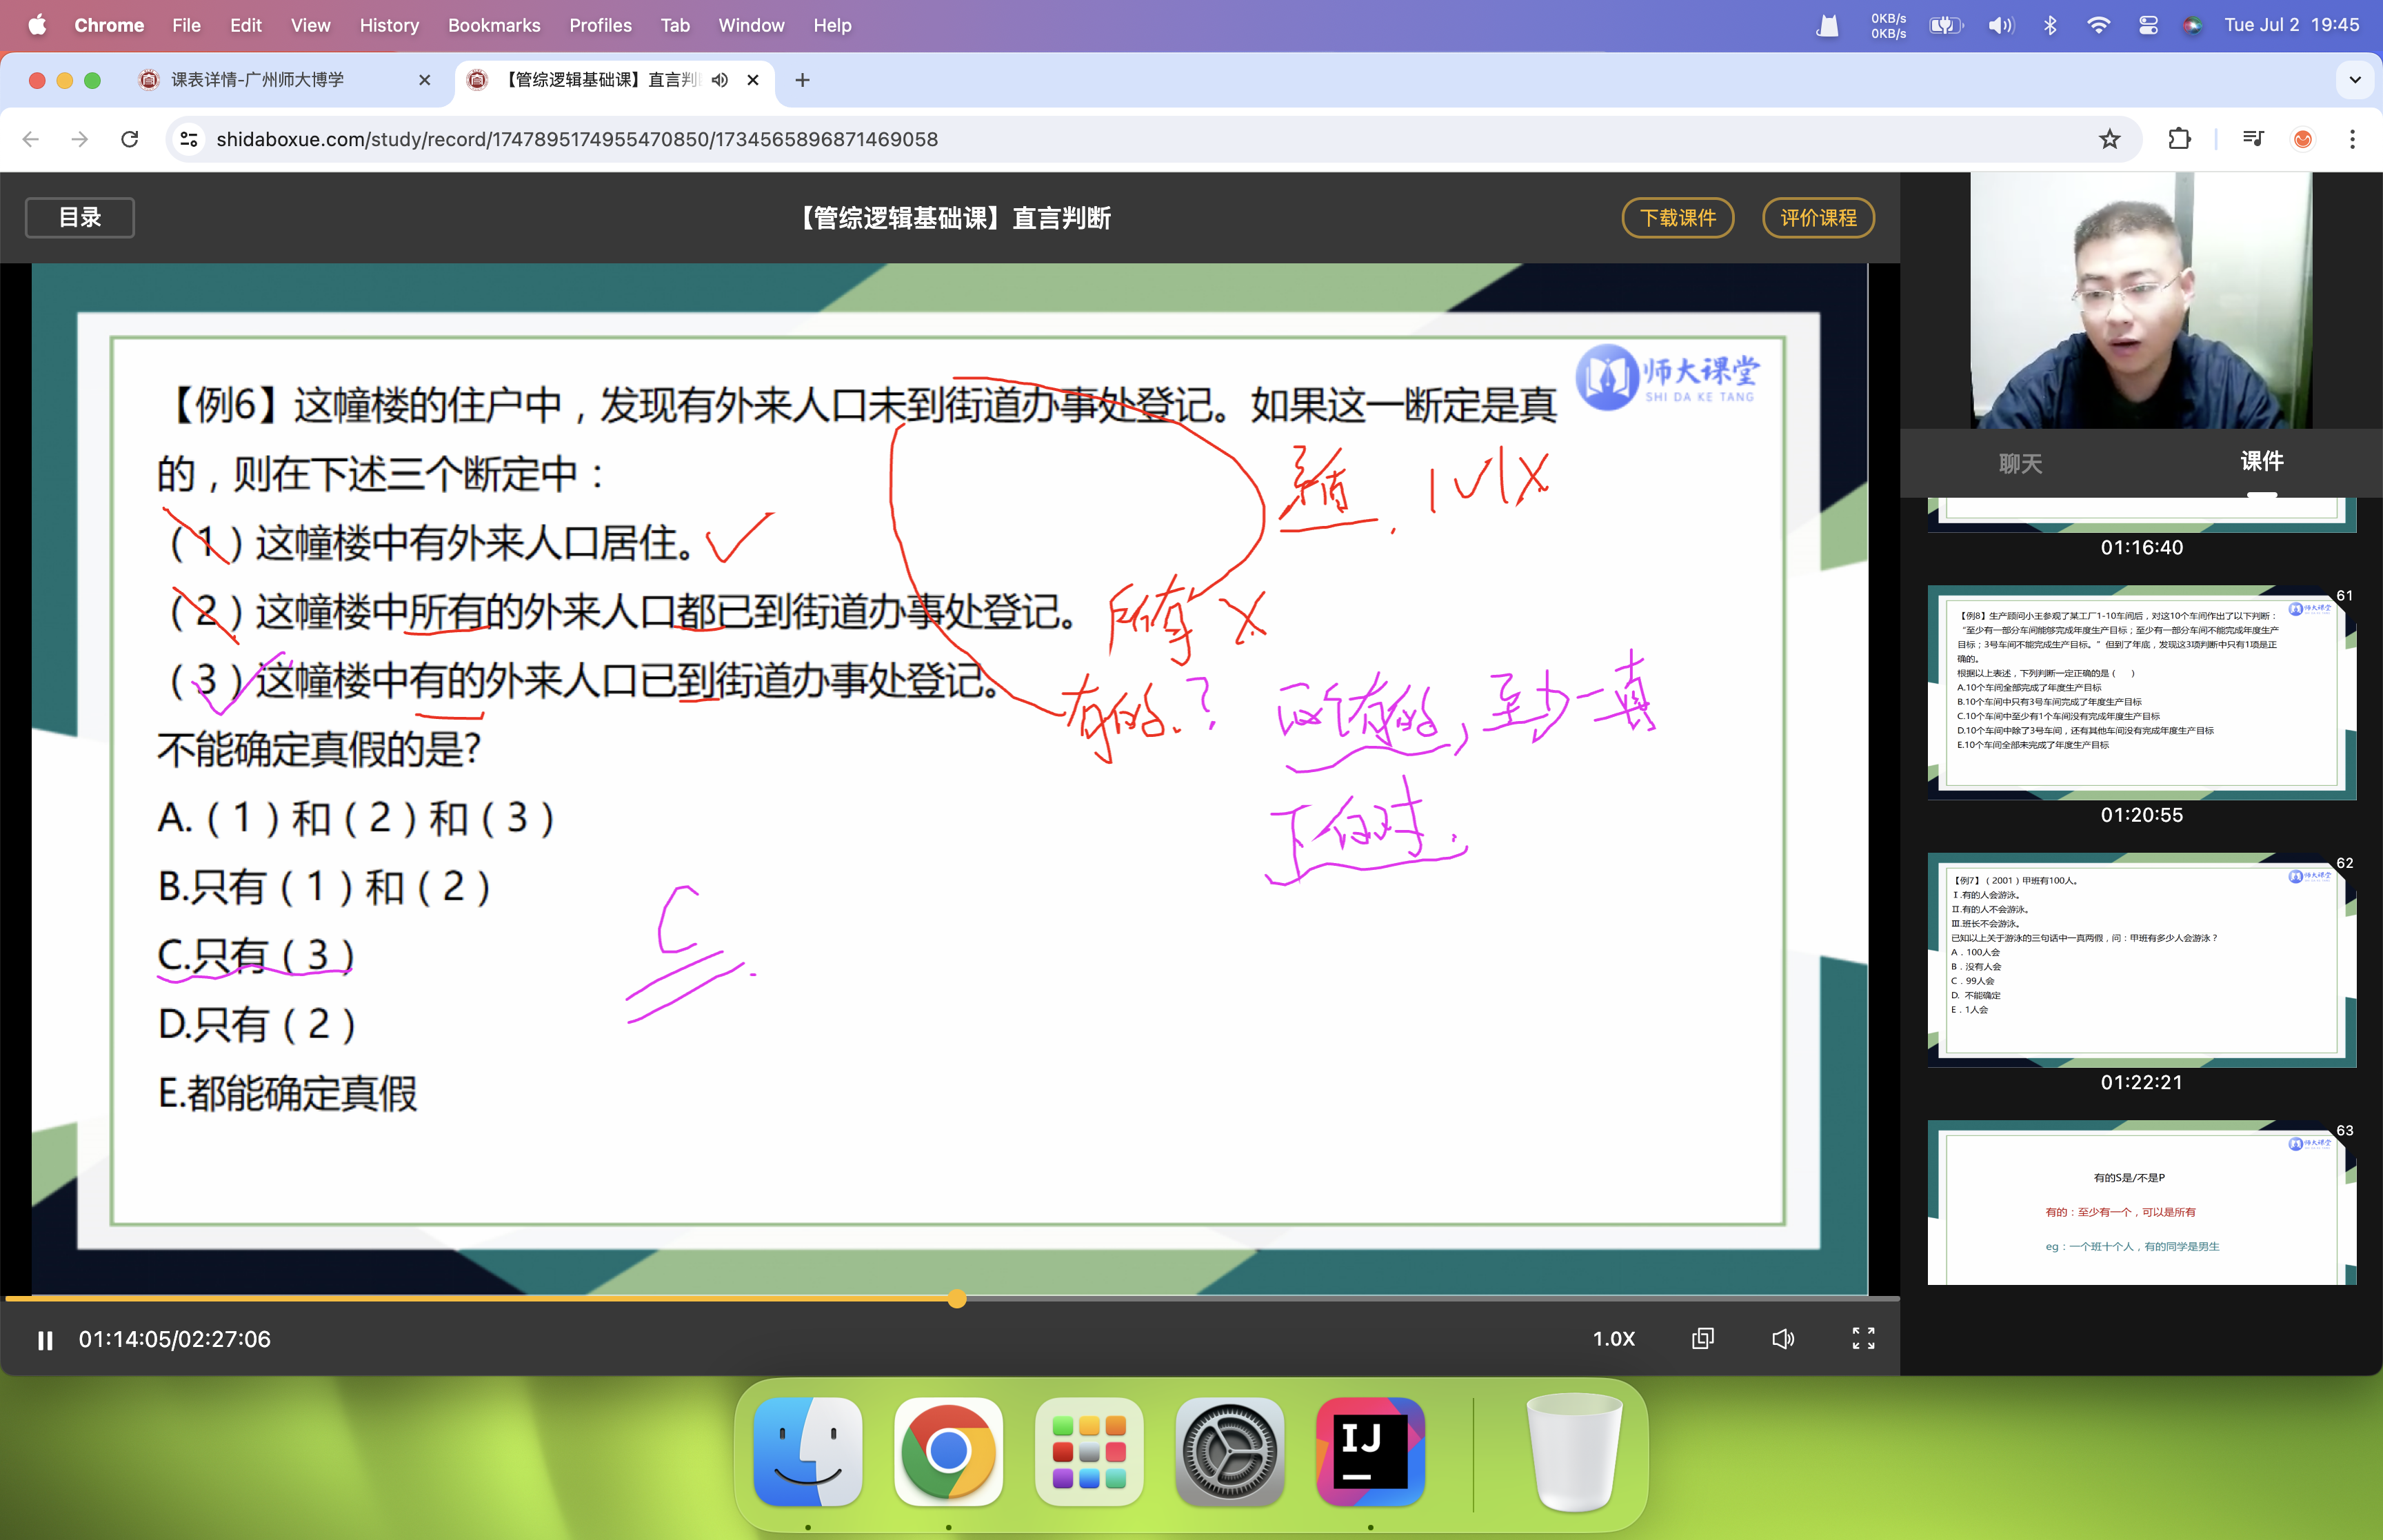 Chrome File Edit View History Bookmarks Profiles Tab Window Help
0KB/s
0KB/s
Tue Jul 2 19:45
课表详情-广州师大博学
【管综逻辑基础课】直言判
shidaboxue.com/study/record/1747895174955470850/1734565896871469058
目录
【管综逻辑基础课】直言判断
下载课件
评价课程
师大课堂
SHI DA KE TANG
【例6】这幢楼的住户中，发现有外来人口未到街道办事处登记。如果这一断定是真
的，则在下述三个断定中：
矛盾 . 1√1X
（1）这幢楼中有外来人口居住。
（2）这幢楼中所有的外来人口都已到街道办事处登记。
所有 X
（3）这幢楼中有的外来人口已到街道办事处登记。
有的.？ 两个有的，至少一真
不能确定真假的是?
A.（1）和（2）和（3）
下反对.
B.只有（1）和（2）
C
C.只有（3）
D.只有（2）
E.都能确定真假
01:14:05/02:27:06
1.0X
聊天
课件
01:16:40
61
师大课堂
【例8】生产顾问小王参观了某工厂1-10车间后，对这10个车间作出了以下判断：
“至少有一部分车间能够完成年度生产目标；至少有一部分车间不能完成年度生产
目标；3号车间不能完成生产目标。”但到了年底，发现这3项判断中只有1项是正
确的。
根据以上表述，下列判断一定正确的是（ ）
A.10个车间全部完成了年度生产目标
B.10个车间中只有3号车间完成了年度生产目标
C.10个车间中至少有1个车间没有完成年度生产目标
D.10个车间中除了3号车间，还有其他车间没有完成年度生产目标
E.10个车间全部未完成了年度生产目标
01:20:55
62
师大课堂
【例7】（2001）甲班有100人。
Ⅰ.有的人会游泳。
Ⅱ.有的人不会游泳。
Ⅲ.班长不会游泳。
已知以上关于游泳的三句话中一真两假，问：甲班有多少人会游泳？
A．100人会
B．没有人会
C．99人会
D. 不能确定
E．1人会
01:22:21
63
师大课堂
有的S是/不是P
有的：至少有一个，可以是所有
eg：一个班十个人，有的同学是男生
IJ